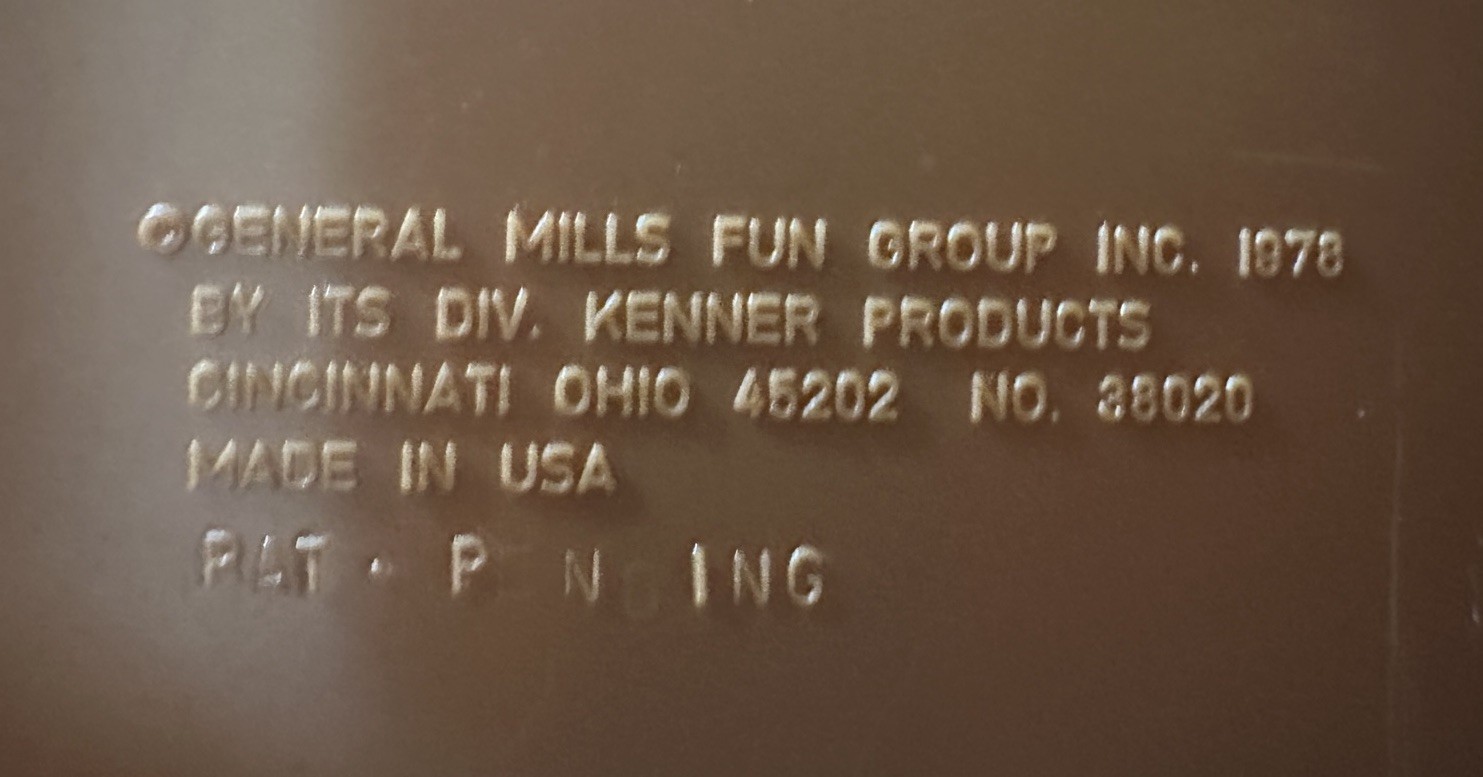 ©GENERAL MILLS FUN GROUP INC. 1978
BY ITS DIV. KENNER PRODUCTS
CINCINNATI OHIO 45202 NO. 38020
MADE IN USA
PAT. P N ING